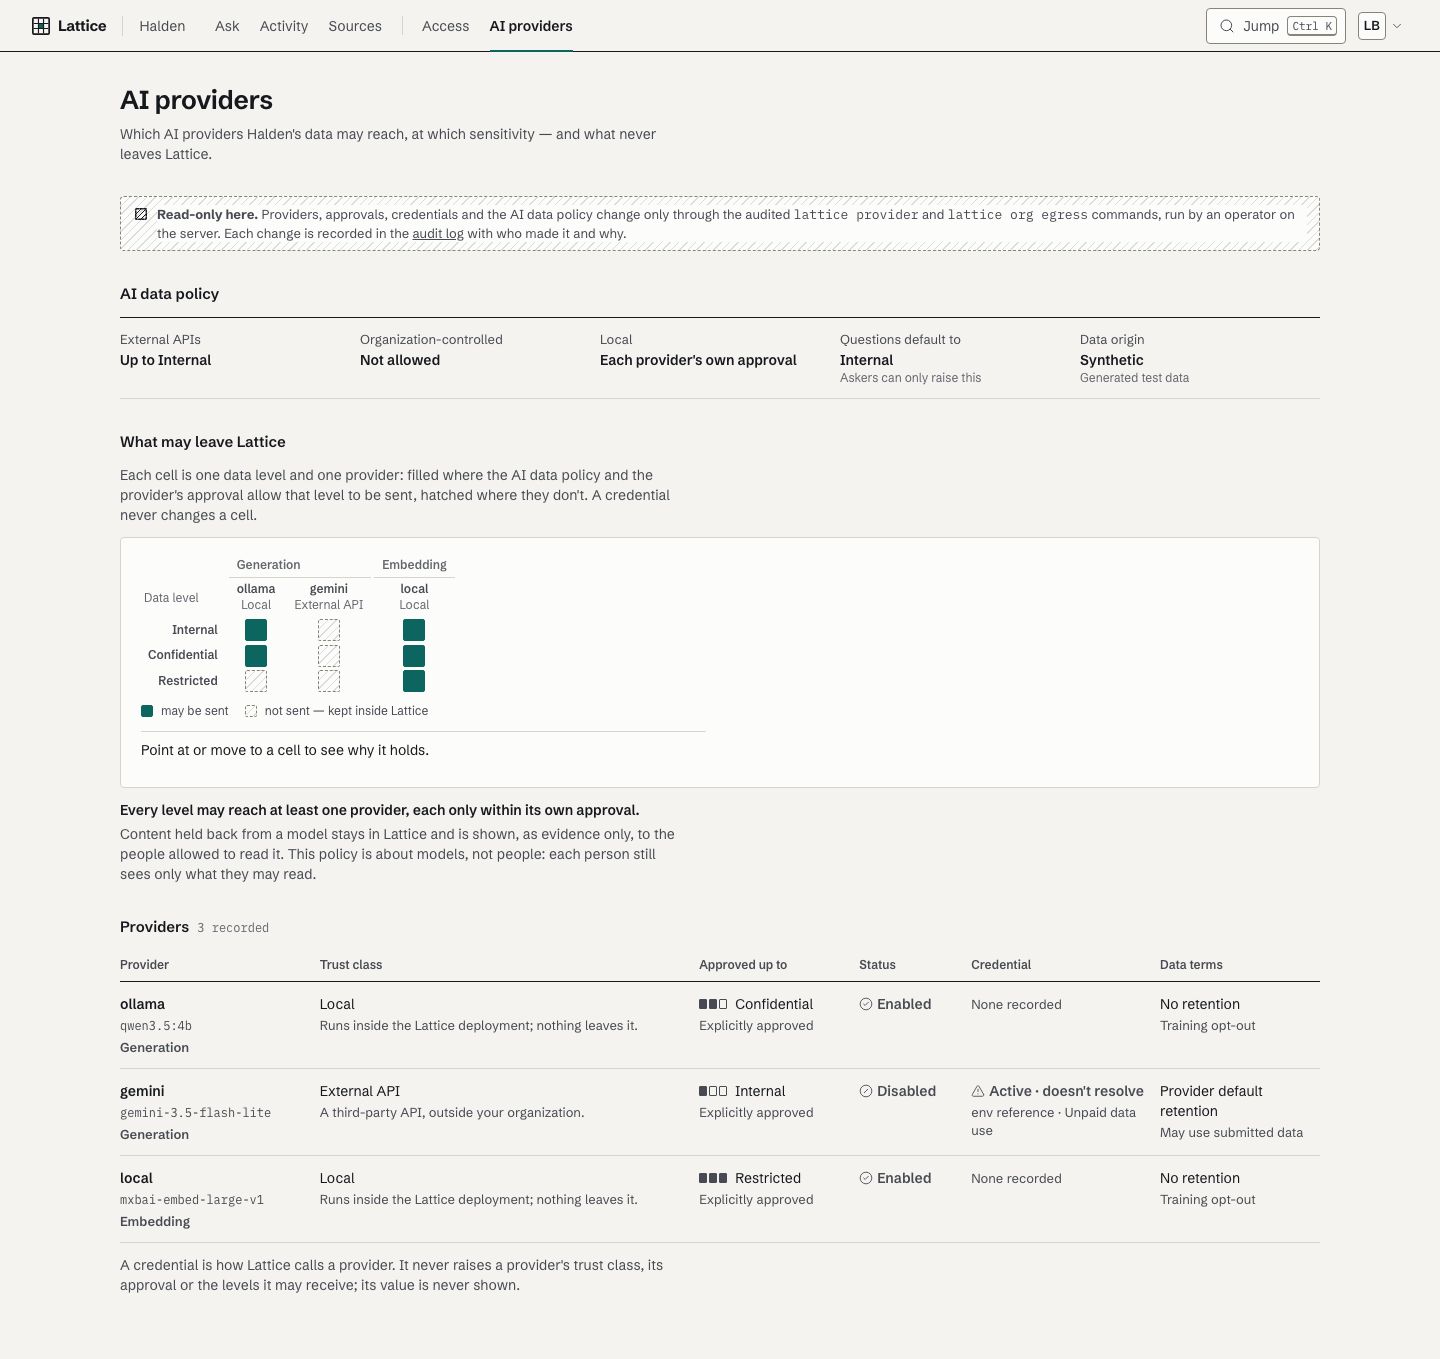 Lattice
Halden
Ask
Activity
Sources
Access
AI providers
Jump
Ctrl K
LB
AI providers
Which AI providers Halden's data may reach, at which sensitivity — and what never
leaves Lattice.
Read-only here. Providers, approvals, credentials and the AI data policy change only through the audited lattice provider and lattice org egress commands, run by an operator on
the server. Each change is recorded in the audit log with who made it and why.
AI data policy
External APIs
Up to Internal
Organization-controlled
Not allowed
Local
Each provider's own approval
Questions default to
Internal
Askers can only raise this
Data origin
Synthetic
Generated test data
What may leave Lattice
Each cell is one data level and one provider: filled where the AI data policy and the
provider's approval allow that level to be sent, hatched where they don't. A credential
never changes a cell.
Generation
Embedding
Data level
ollama
Local
gemini
External API
local
Local
Internal
Confidential
Restricted
may be sent
not sent — kept inside Lattice
Point at or move to a cell to see why it holds.
Every level may reach at least one provider, each only within its own approval.
Content held back from a model stays in Lattice and is shown, as evidence only, to the
people allowed to read it. This policy is about models, not people: each person still
sees only what they may read.
Providers 3 recorded
Provider
Trust class
Approved up to
Status
Credential
Data terms
ollama
qwen3.5:4b
Generation
Local
Runs inside the Lattice deployment; nothing leaves it.
Confidential
Explicitly approved
Enabled
None recorded
No retention
Training opt-out
gemini
gemini-3.5-flash-lite
Generation
External API
A third-party API, outside your organization.
Internal
Explicitly approved
Disabled
Active · doesn't resolve
env reference · Unpaid data
use
Provider default
retention
May use submitted data
local
mxbai-embed-large-v1
Embedding
Local
Runs inside the Lattice deployment; nothing leaves it.
Restricted
Explicitly approved
Enabled
None recorded
No retention
Training opt-out
A credential is how Lattice calls a provider. It never raises a provider's trust class, its
approval or the levels it may receive; its value is never shown.